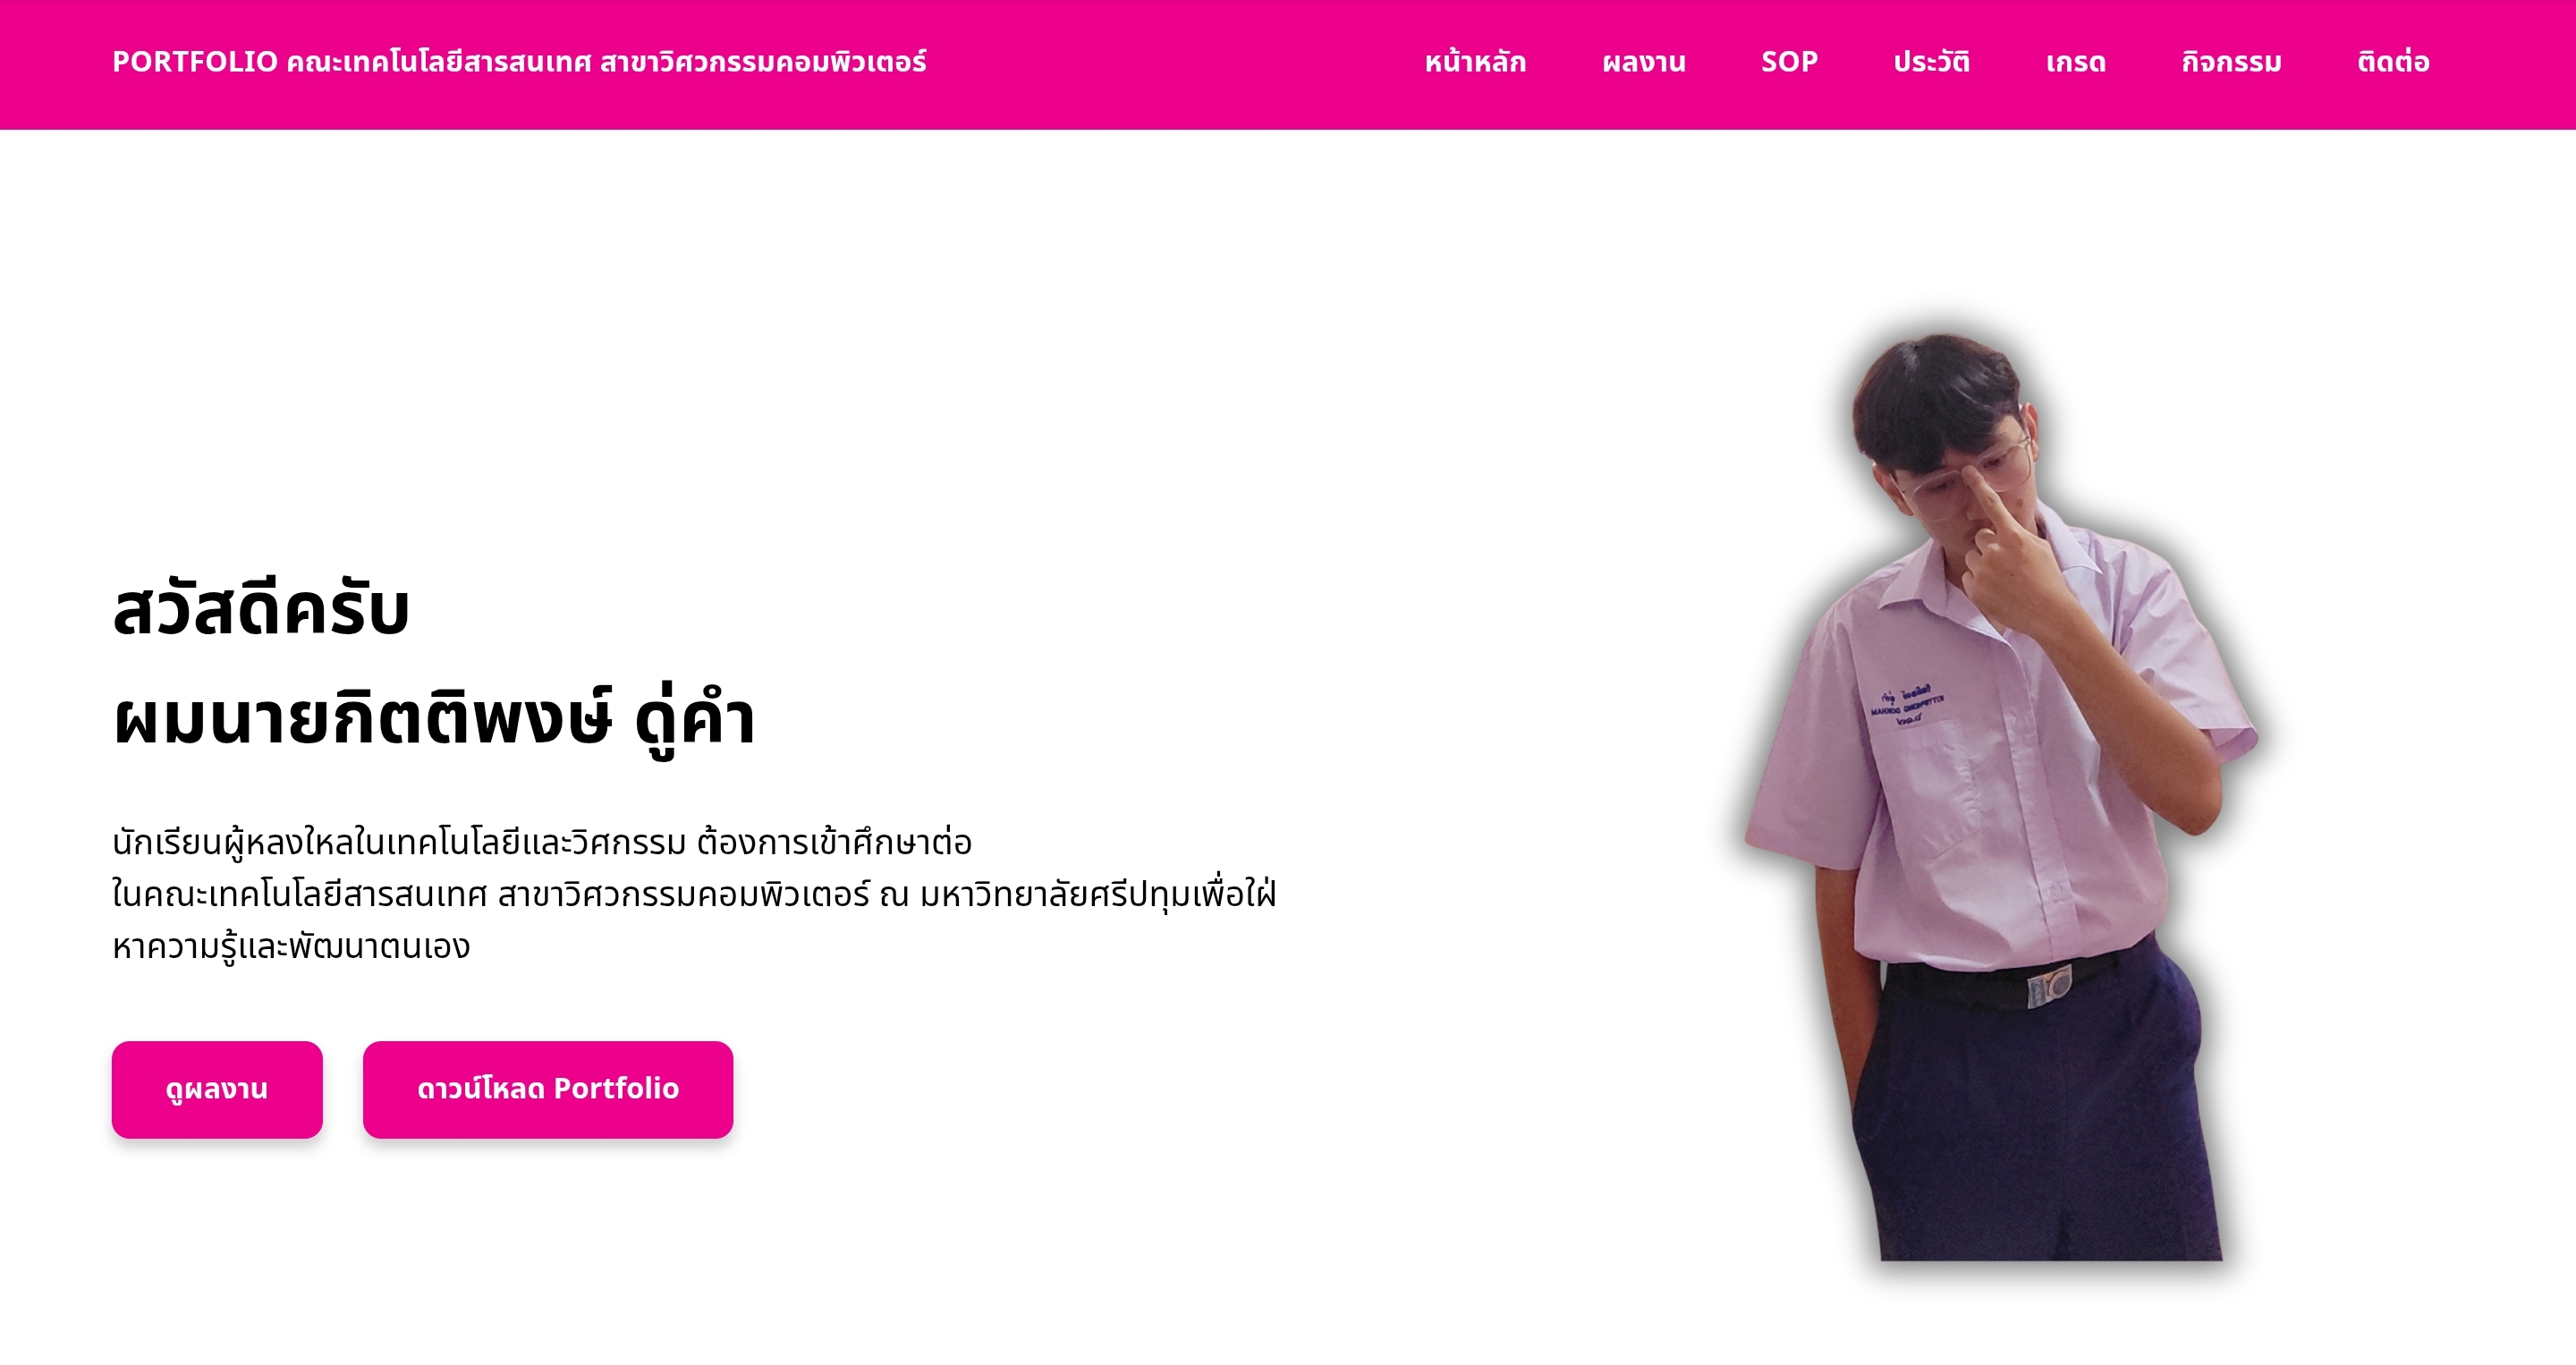 PORTFOLIO คณะเทคโนโลยีสารสนเทศ สาขาวิศวกรรมคอมพิวเตอร์
หน้าหลัก
ผลงาน
SOP
ประวัติ
เกรด
กิจกรรม
ติดต่อ
สวัสดีครับ
ผมนายกิตติพงษ์ ดู่คำ
นักเรียนผู้หลงใหลในเทคโนโลยีและวิศกรรม ต้องการเข้าศึกษาต่อ
ในคณะเทคโนโลยีสารสนเทศ สาขาวิศวกรรมคอมพิวเตอร์ ณ มหาวิทยาลัยศรีปทุมเพื่อใฝ่
หาความรู้และพัฒนาตนเอง
ดูผลงาน
ดาวน์โหลด Portfolio